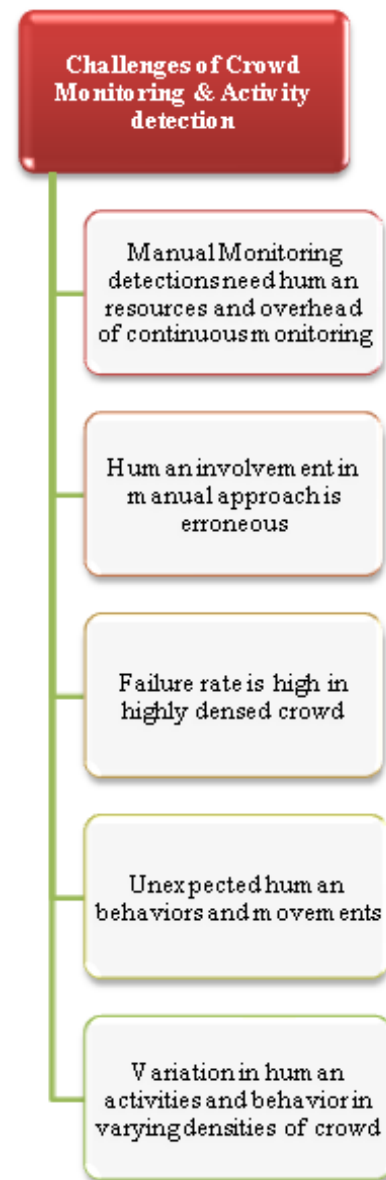 Challenges of Crowd
Monitoring & Activity
detection
Manual Monitoring
detections need human
resources and overhead
of continuous monitoring
Human involvement in
manual approach is
erroneous
Failure rate is high in
highly densed crowd
Unexpected human
behaviors and movements
Variation in human
activities and behavior in
varying densities of crowd